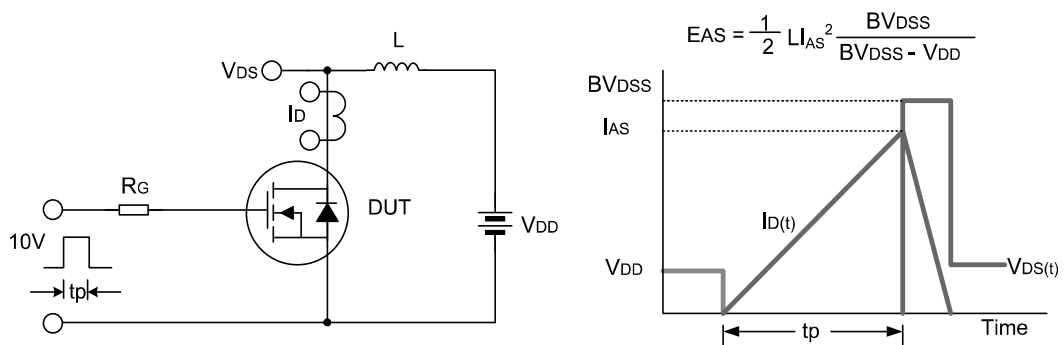 VDS
L
ID
RG
DUT
10V
VDD
tp
EAS = 1/2 LIAS² BVDSS / BVDSS - VDD
BVDSS
IAS
ID(t)
VDD
VDS(t)
tp
Time